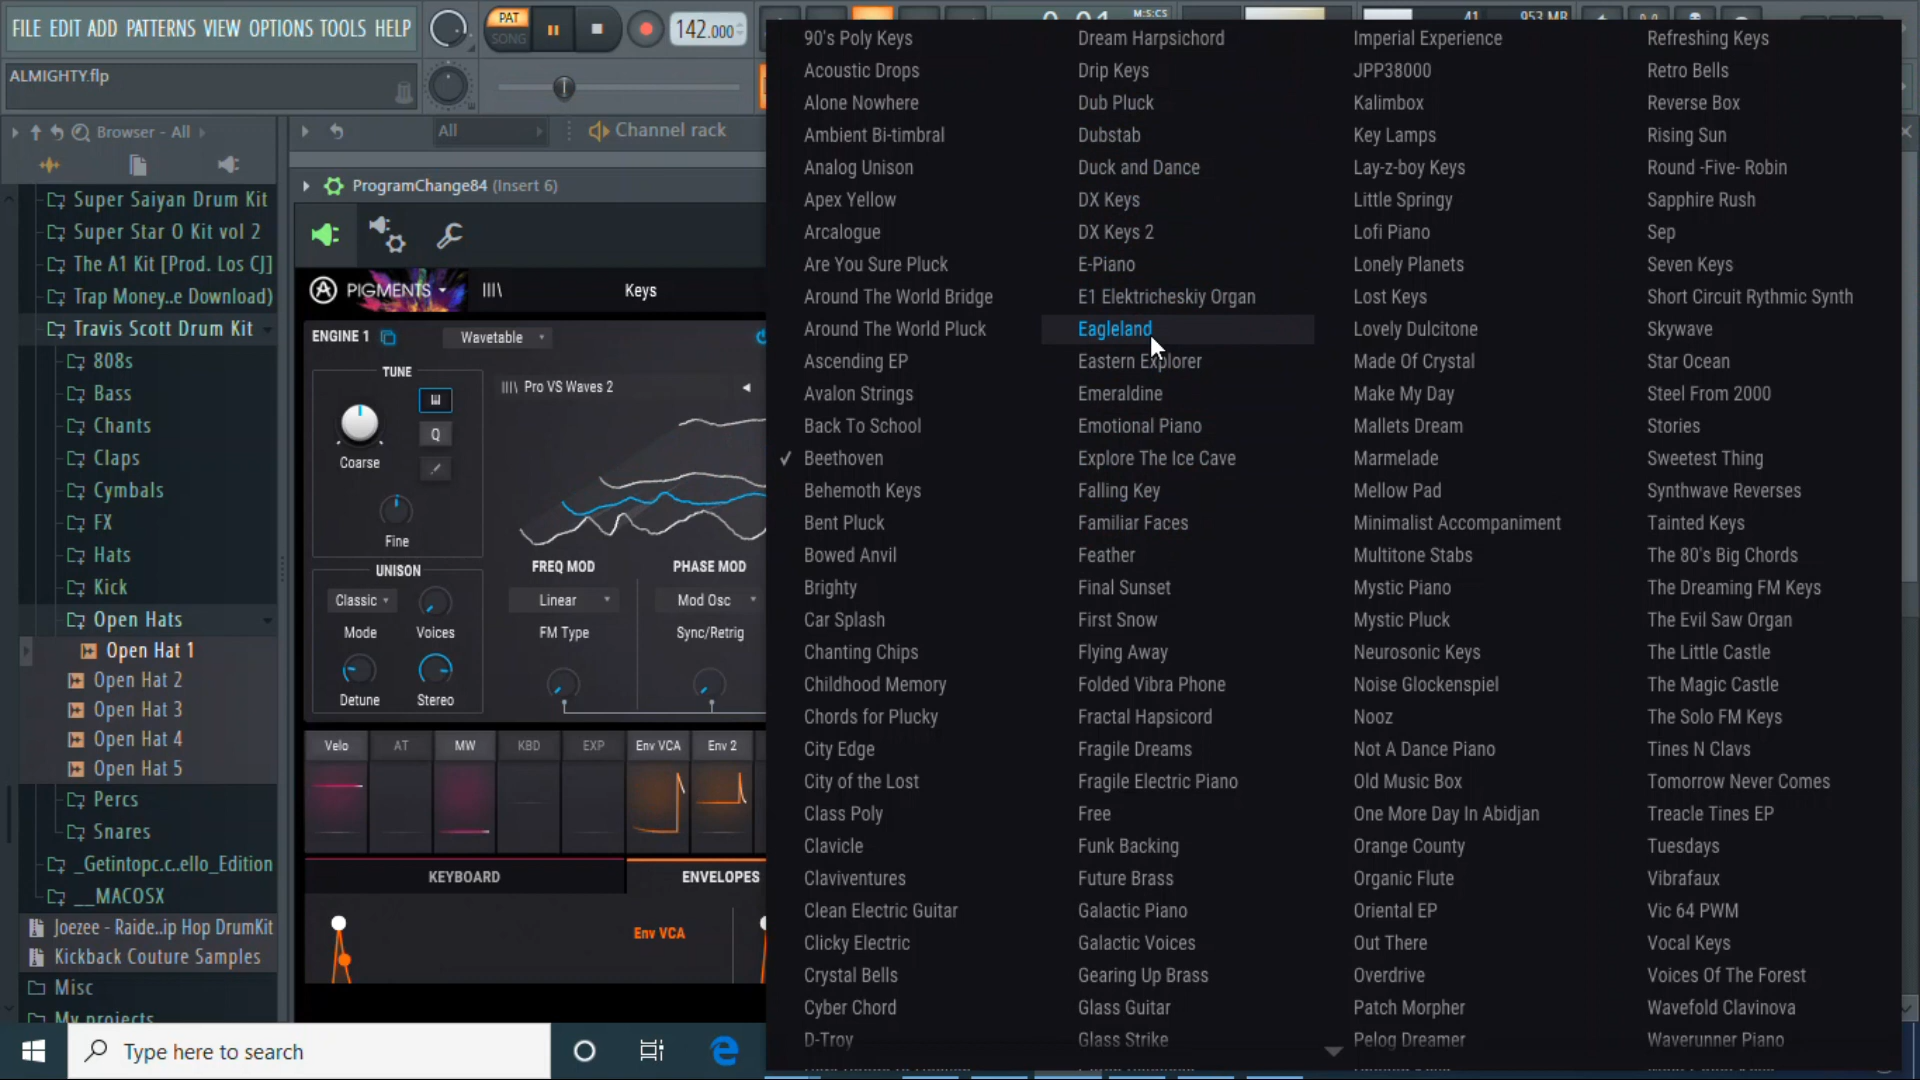 FILE EDIT ADD PATTERNS VIEW OPTIONS TOOLS HELP
PAT
SONG
142.000
M:S:CS
41
953 MB
ALMIGHTY.flp
Browser - All
All
Channel rack
Super Saiyan Drum Kit
Super Star O Kit vol 2
The A1 Kit [Prod. Los CJ]
Trap Money..e Download)
Travis Scott Drum Kit
808s
Bass
Chants
Claps
Cymbals
FX
Hats
Kick
Open Hats
Open Hat 1
Open Hat 2
Open Hat 3
Open Hat 4
Open Hat 5
Percs
Snares
_Getintopc.c..ello_Edition
__MACOSX
Joezee - Raide..ip Hop DrumKit
Kickback Couture Samples
Misc
My projects
ProgramChange84 (Insert 6)
PIGMENTS
Keys
ENGINE 1
Wavetable
TUNE
Q
Coarse
Fine
Pro VS Waves 2
UNISON
Classic
Mode
Voices
Detune
Stereo
FREQ MOD
Linear
FM Type
PHASE MOD
Mod Osc
Sync/Retrig
Velo
AT
MW
KBD
EXP
Env VCA
Env 2
KEYBOARD
ENVELOPES
Env VCA
90's Poly Keys
Acoustic Drops
Alone Nowhere
Ambient Bi-timbral
Analog Unison
Apex Yellow
Arcalogue
Are You Sure Pluck
Around The World Bridge
Around The World Pluck
Ascending EP
Avalon Strings
Back To School
Beethoven
Behemoth Keys
Bent Pluck
Bowed Anvil
Brighty
Car Splash
Chanting Chips
Childhood Memory
Chords for Plucky
City Edge
City of the Lost
Class Poly
Clavicle
Claviventures
Clean Electric Guitar
Clicky Electric
Crystal Bells
Cyber Chord
D-Troy
Dream Harpsichord
Drip Keys
Dub Pluck
Dubstab
Duck and Dance
DX Keys
DX Keys 2
E-Piano
E1 Elektricheskiy Organ
Eagleland
Eastern Explorer
Emeraldine
Emotional Piano
Explore The Ice Cave
Falling Key
Familiar Faces
Feather
Final Sunset
First Snow
Flying Away
Folded Vibra Phone
Fractal Hapsicord
Fragile Dreams
Fragile Electric Piano
Free
Funk Backing
Future Brass
Galactic Piano
Galactic Voices
Gearing Up Brass
Glass Guitar
Glass Strike
Imperial Experience
JPP38000
Kalimbox
Key Lamps
Lay-z-boy Keys
Little Springy
Lofi Piano
Lonely Planets
Lost Keys
Lovely Dulcitone
Made Of Crystal
Make My Day
Mallets Dream
Marmelade
Mellow Pad
Minimalist Accompaniment
Multitone Stabs
Mystic Piano
Mystic Pluck
Neurosonic Keys
Noise Glockenspiel
Nooz
Not A Dance Piano
Old Music Box
One More Day In Abidjan
Orange County
Organic Flute
Oriental EP
Out There
Overdrive
Patch Morpher
Pelog Dreamer
Refreshing Keys
Retro Bells
Reverse Box
Rising Sun
Round -Five- Robin
Sapphire Rush
Sep
Seven Keys
Short Circuit Rythmic Synth
Skywave
Star Ocean
Steel From 2000
Stories
Sweetest Thing
Synthwave Reverses
Tainted Keys
The 80's Big Chords
The Dreaming FM Keys
The Evil Saw Organ
The Little Castle
The Magic Castle
The Solo FM Keys
Tines N Clavs
Tomorrow Never Comes
Treacle Tines EP
Tuesdays
Vibrafaux
Vic 64 PWM
Vocal Keys
Voices Of The Forest
Wavefold Clavinova
Waverunner Piano
Type here to search